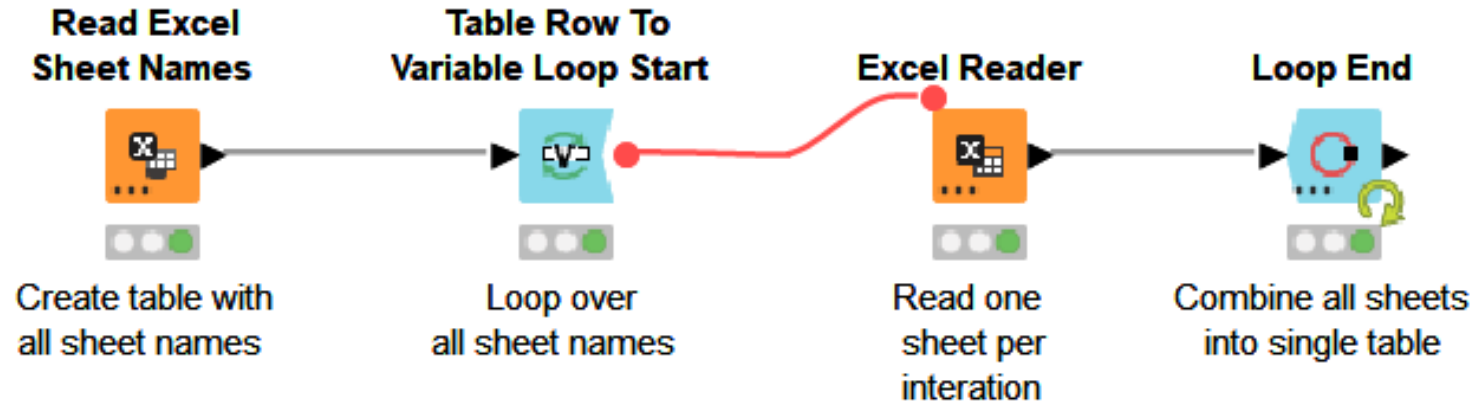 Read Excel
Sheet Names
Table Row To
Variable Loop Start
Excel Reader
Loop End
Create table with
all sheet names
Loop over
all sheet names
Read one
sheet per
interation
Combine all sheets
into single table